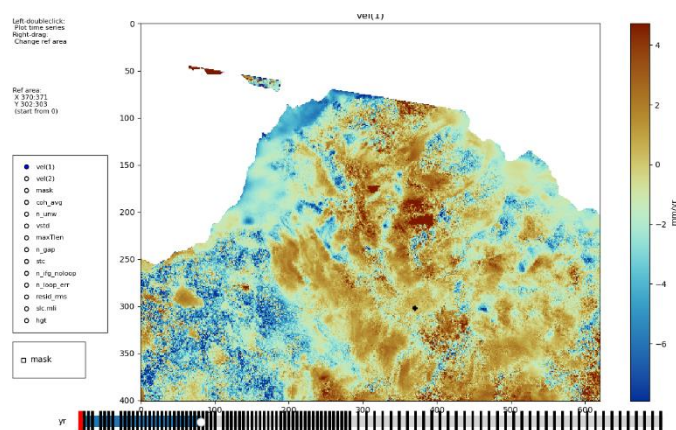 Left-doubleclick:
Plot time series
Right-drag:
Change ref area
Ref area:
X 370:371
Y 302:303
(start from 0)
vel(1)
vel(2)
mask
coh_avg
n_unw
vstd
maxTlen
n_gap
stc
n_ifg_noloop
n_loop_err
resid_rms
slc.mli
hgt
mask
vel(1)
0
50
100
150
200
250
300
350
400
0
100
200
300
400
500
600
4
2
0
−2
−4
−6
mm/yr
yr